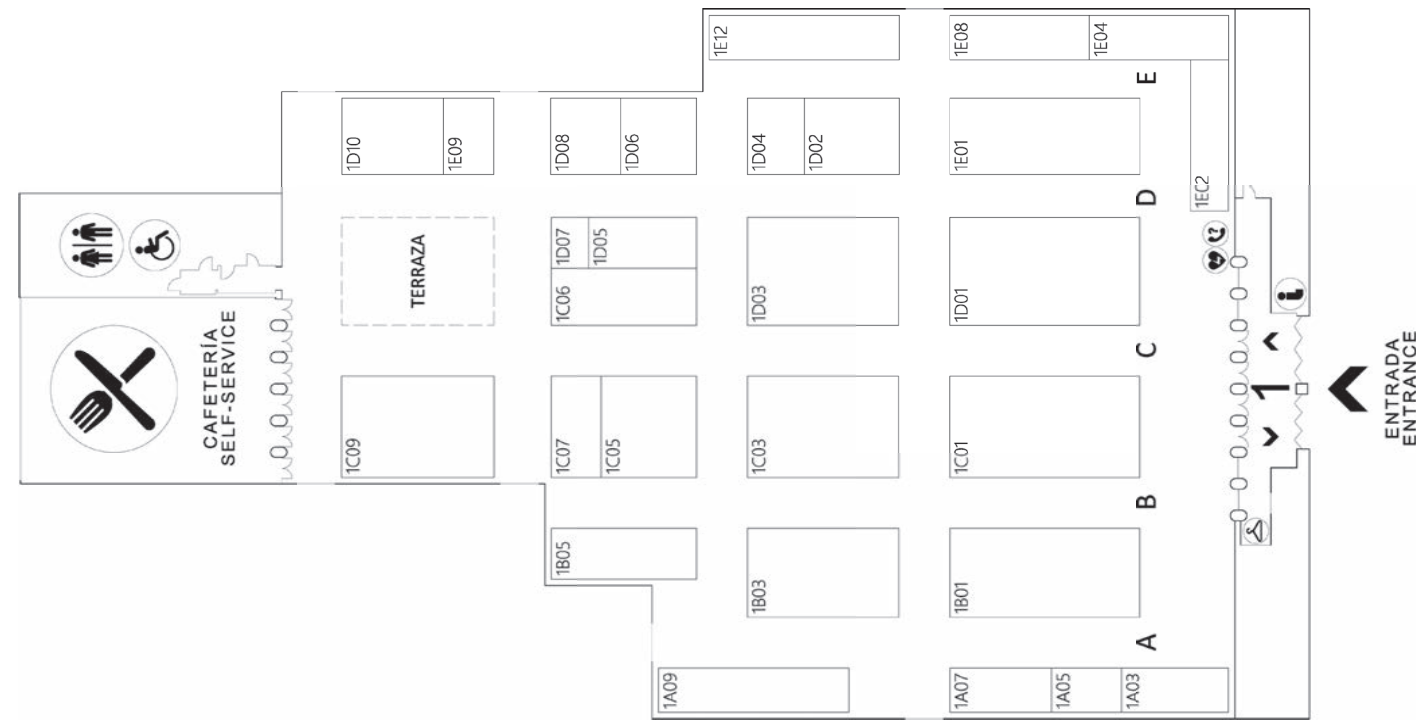 1E12
1E08
1E04
E
1D10
1E09
1D08
1D06
1D04
1D02
1E01
1EC2
D
TERRAZA
1D07
1D05
1C06
1D03
1D01
CAFETERÍA
SELF-SERVICE
C
1
ENTRADA
ENTRANCE
1C09
1C07
1C05
1C03
1C01
B
1B05
1B03
1B01
A
1A09
1A07
1A05
1A03